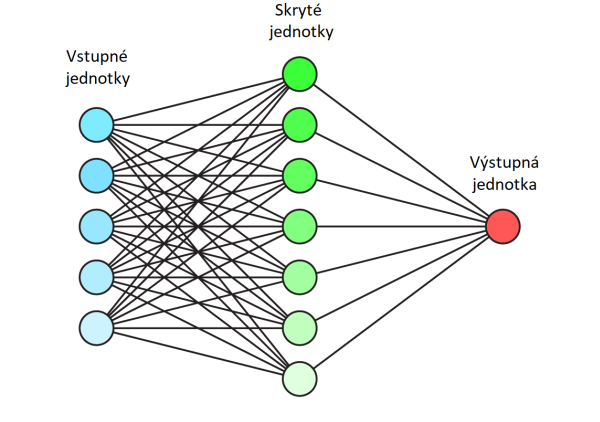 Vstupné
jednotky
Skryté
jednotky
Výstupná
jednotka